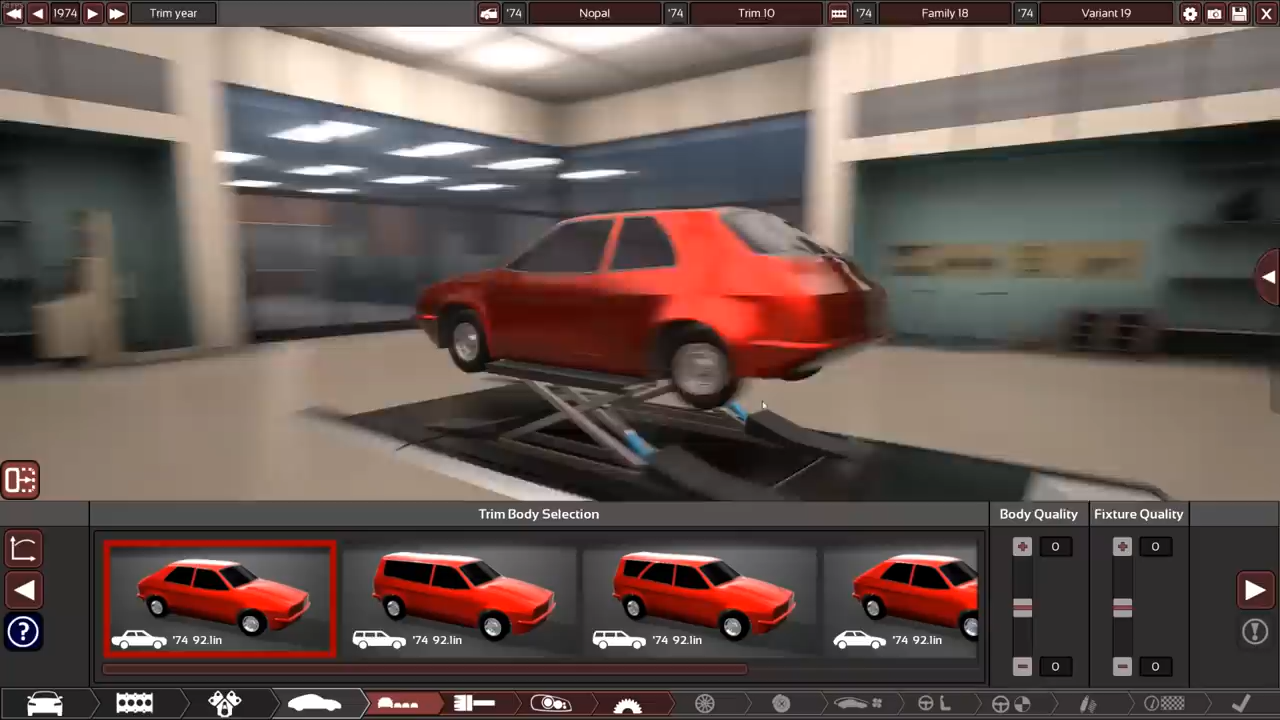 1974
Trim year
'74
Nopal
'74
Trim 10
'74
Family 18
'74
Variant 19
Trim Body Selection
Body Quality
Fixture Quality
0
0
'74 92.lin
'74 92.lin
'74 92.lin
'74 92.lin
0
0